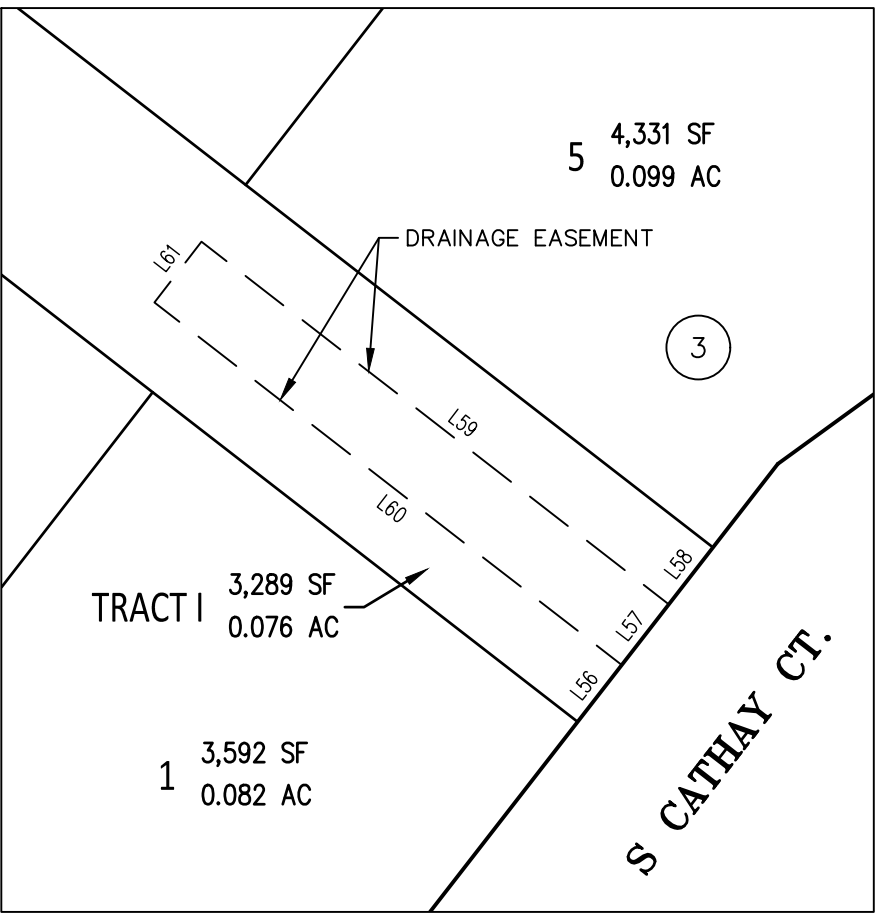 5
4,331 SF
0.099 AC
DRAINAGE EASEMENT
L61
3
L59
L60
L58
L57
L56
TRACT I
3,289 SF
0.076 AC
1
3,592 SF
0.082 AC
S CATHAY CT.